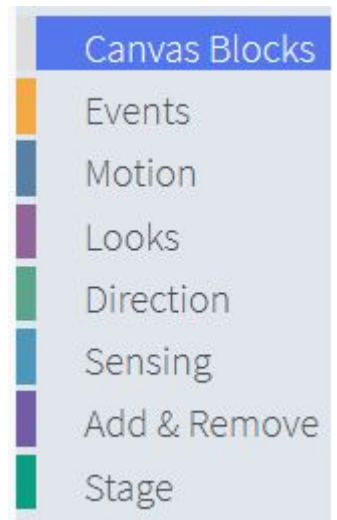 Canvas Blocks
Events
Motion
Looks
Direction
Sensing
Add & Remove
Stage